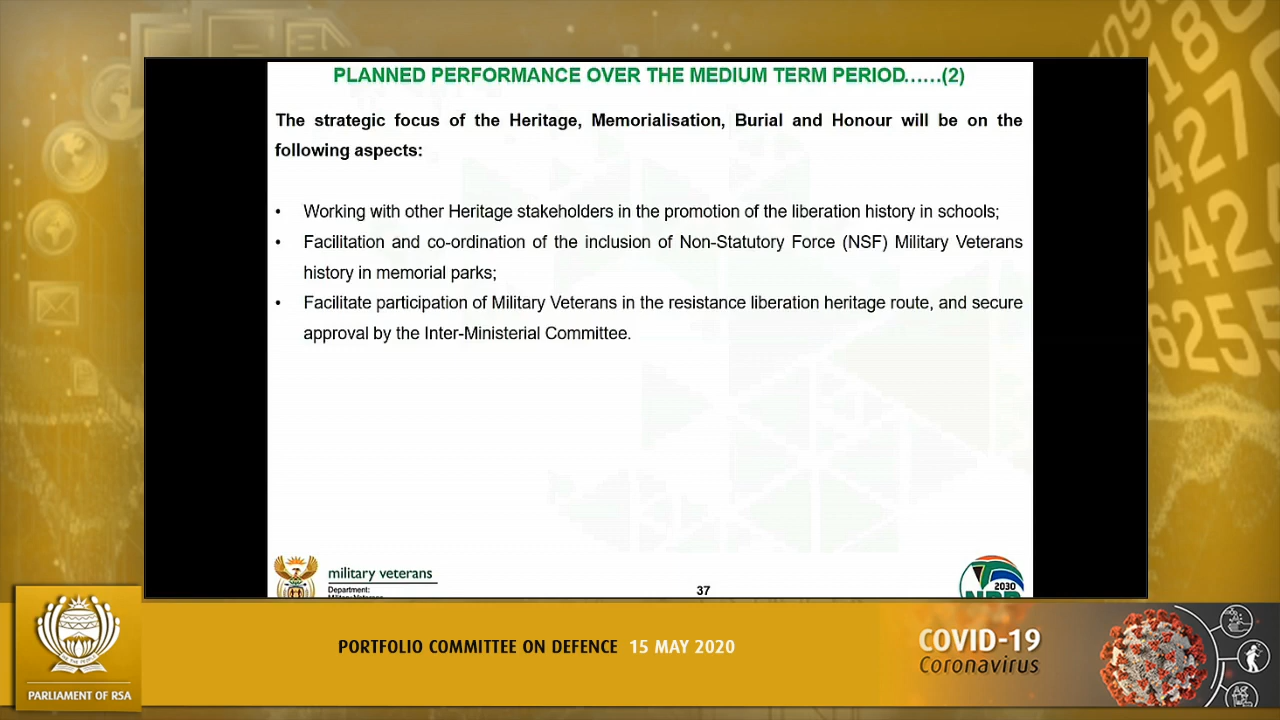 PLANNED PERFORMANCE OVER THE MEDIUM TERM PERIOD……(2)
The strategic focus of the Heritage, Memorialisation, Burial and Honour will be on the
following aspects:
• Working with other Heritage stakeholders in the promotion of the liberation history in schools;
• Facilitation and co-ordination of the inclusion of Non-Statutory Force (NSF) Military Veterans
history in memorial parks;
• Facilitate participation of Military Veterans in the resistance liberation heritage route, and secure
approval by the Inter-Ministerial Committee.
military veterans
Department:
37
2030
PORTFOLIO COMMITTEE ON DEFENCE 15 MAY 2020
COVID-19
Coronavirus
PARLIAMENT OF RSA